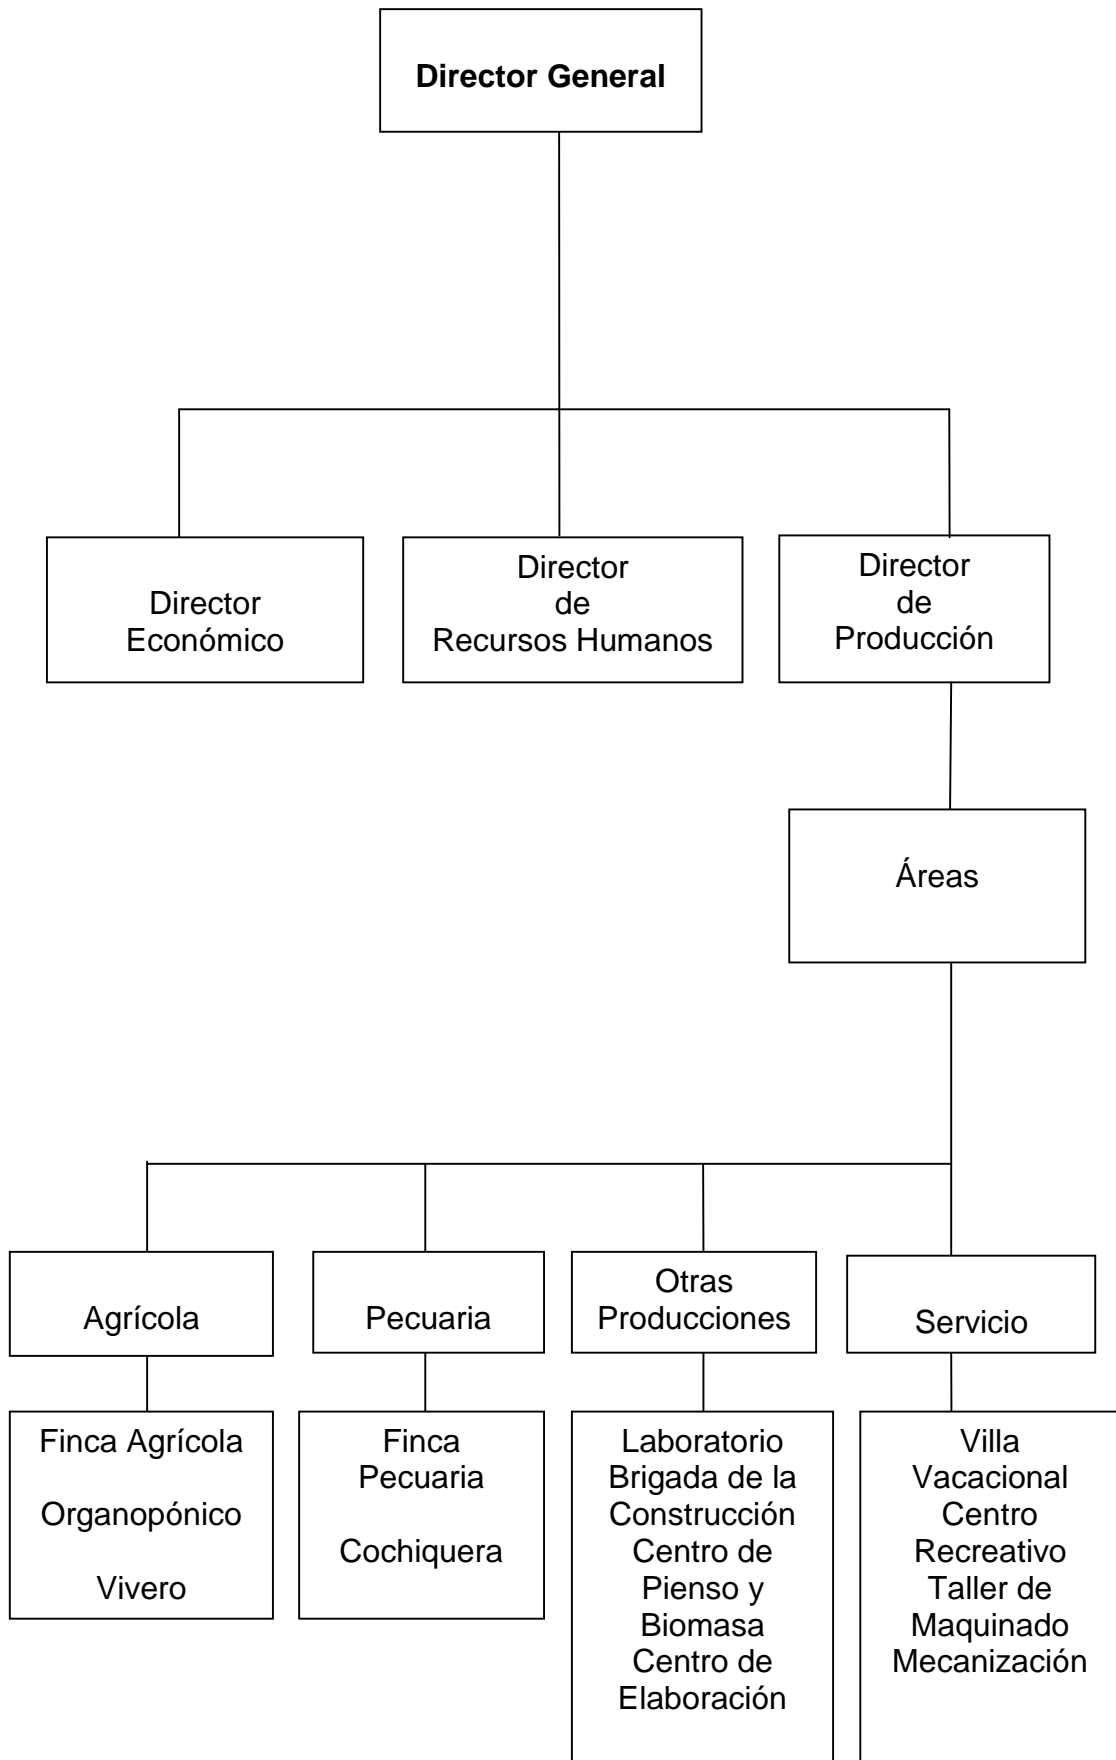 Director General
Director
Económico
Director
de
Recursos Humanos
Director
de
Producción
Áreas
Agrícola
Pecuaria
Otras
Producciones
Servicio
Finca Agrícola
Organopónico
Vivero
Finca
Pecuaria
Cochiquera
Laboratorio
Brigada de la
Construcción
Centro de
Pienso y
Biomasa
Centro de
Elaboración
Villa
Vacacional
Centro
Recreativo
Taller de
Maquinado
Mecanización